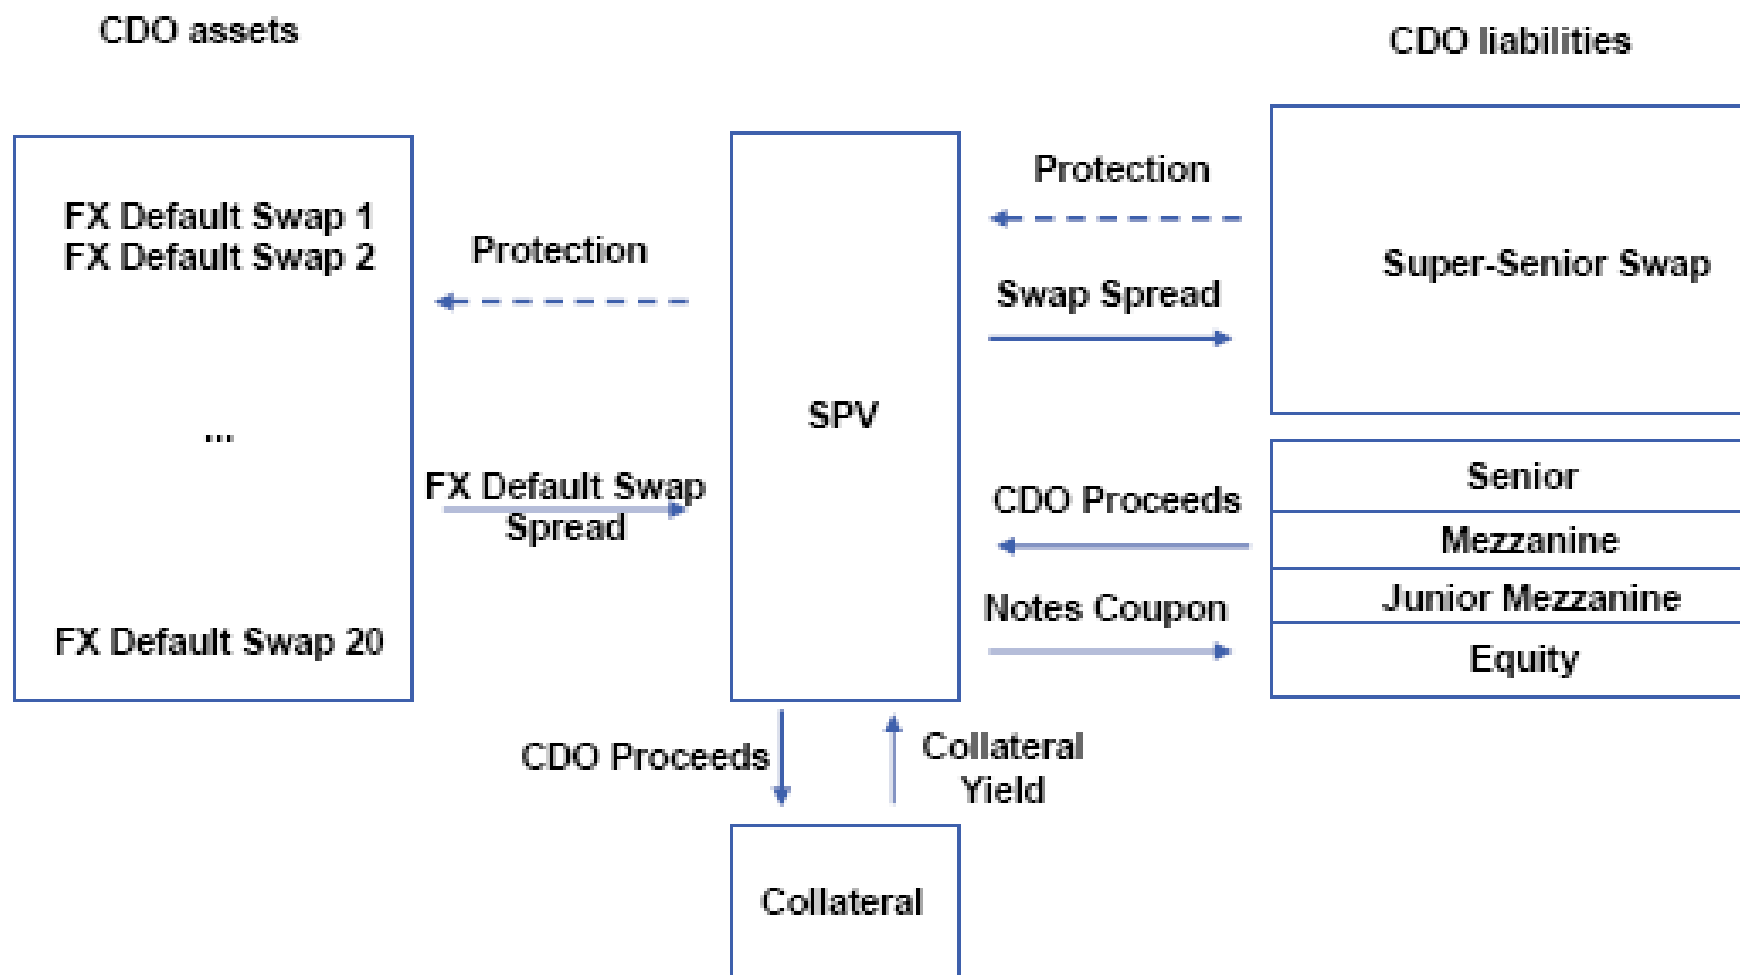 CDO assets
CDO liabilities
FX Default Swap 1
FX Default Swap 2
...
FX Default Swap 20
Protection
FX Default Swap
Spread
SPV
Protection
Swap Spread
CDO Proceeds
Notes Coupon
Super-Senior Swap
Senior
Mezzanine
Junior Mezzanine
Equity
CDO Proceeds
Collateral
Yield
Collateral